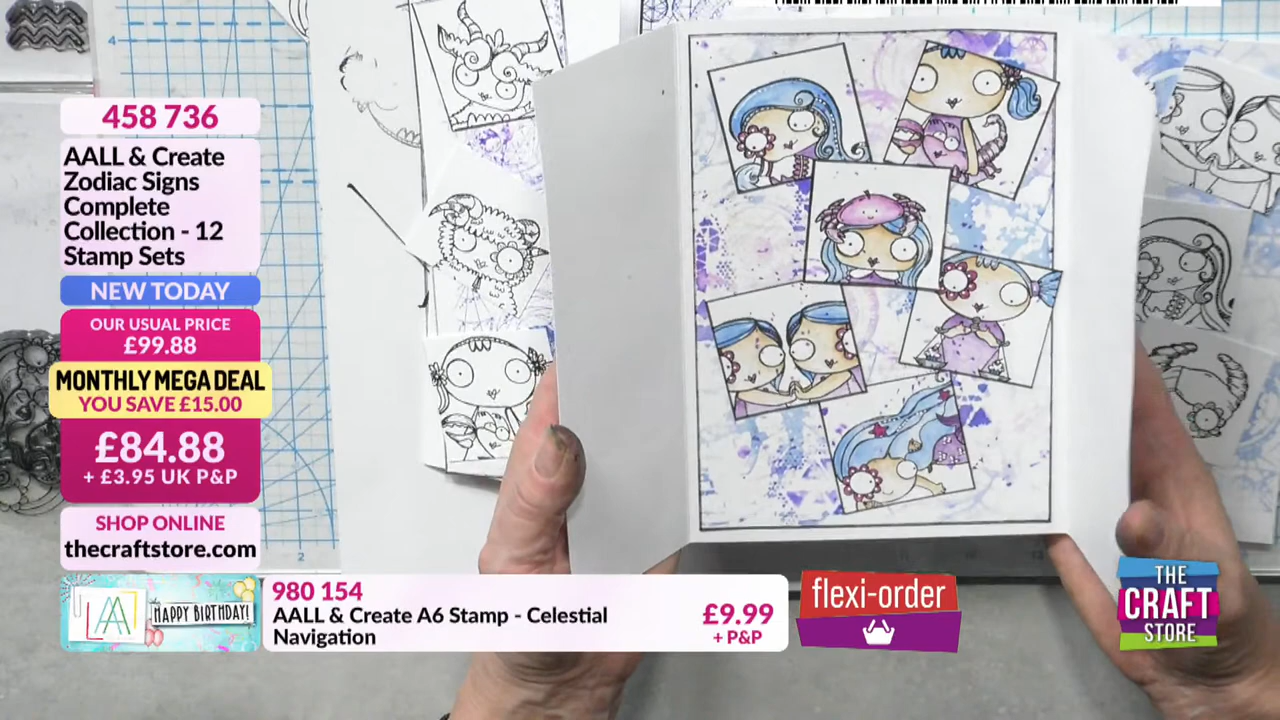 458 736
AALL & Create
Zodiac Signs
Complete
Collection - 12
Stamp Sets
NEW TODAY
OUR USUAL PRICE
£99.88
MONTHLY MEGA DEAL
YOU SAVE £15.00
£84.88
+ £3.95 UK P&P
SHOP ONLINE
thecraftstore.com
HAPPY BIRTHDAY!
980 154
AALL & Create A6 Stamp - Celestial
Navigation
£9.99
+ P&P
flexi-order
THE
CRAFT
STORE
4
2